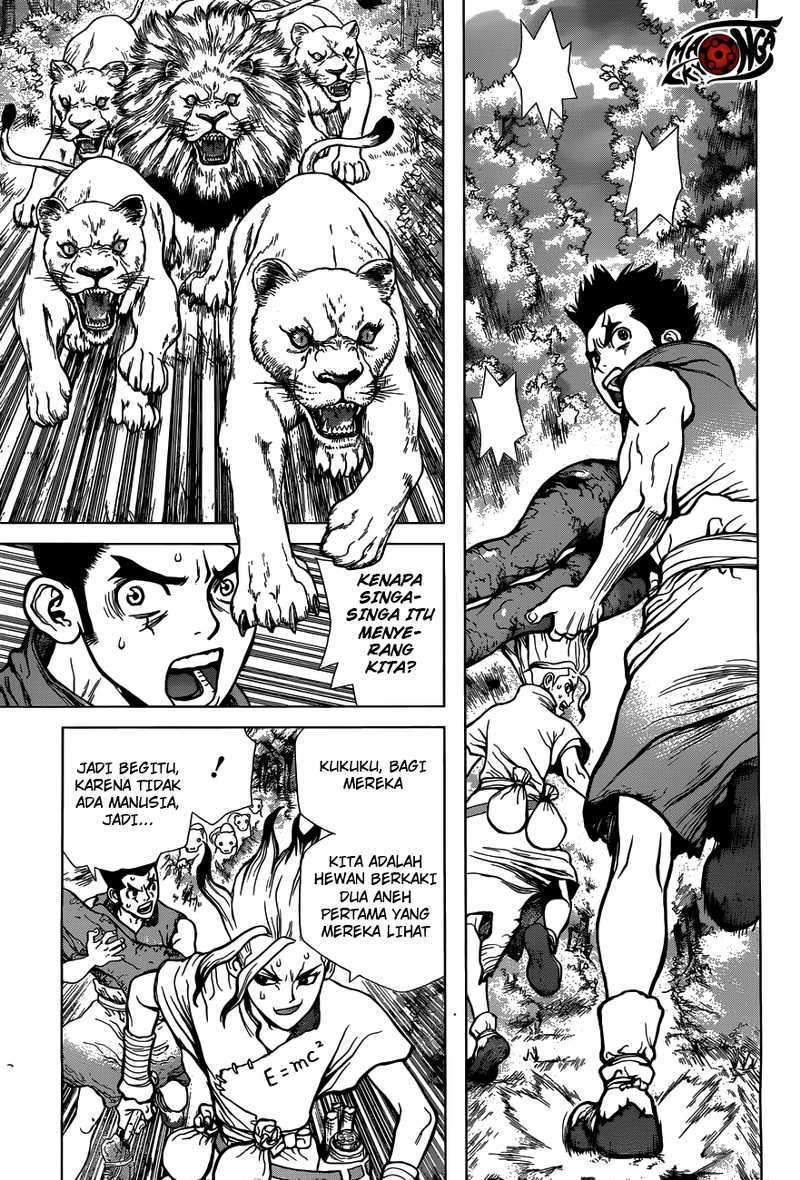 MANGACK!
KENAPA
SINGA-
SINGA ITU
MENYE-
RANG
KITA?
KUKUKU, BAGI
MEREKA
KITA ADALAH
HEWAN BERKAKI
DUA ANEH
PERTAMA YANG
MEREKA LIHAT
!
JADI BEGITU,
KARENA TIDAK
ADA MANUSIA,
JADI...
E=mc²